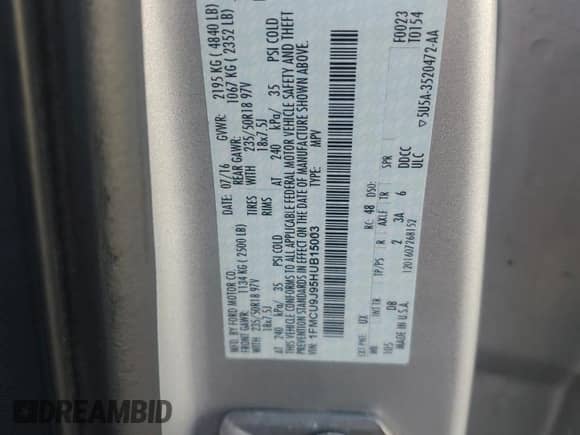 MFD. BY FORD MOTOR CO.
DATE: 07/16 GVWR: 2195 KG ( 4840 LB)
FRONT GAWR: 1134 KG ( 2500 LB) REAR GAWR: 1067 KG ( 2352 LB)
WITH 235/50R18 97V TIRES WITH 235/50R18 97V
18x7.5J RIMS 18x7.5J
AT 240 kPa/ 35 PSI COLD AT 240 kPa/ 35 PSI COLD
THIS VEHICLE CONFORMS TO ALL APPLICABLE FEDERAL MOTOR VEHICLE SAFETY AND THEFT
PREVENTION STANDARDS IN EFFECT ON THE DATE OF MANUFACTURE SHOWN ABOVE.
VIN: 1FMCU9J95HUB15003 TYPE: MPV
F0023
T0154
EXT PNT: UX RC: 48 DSO:
WB INT TR TP/PS R AXLE TR SPR
105 DB 2 3A 6 DDCC
MADE IN U.S.A. 1201607268152 ULC
▽5U5A-3520472-AA
DREAMBID